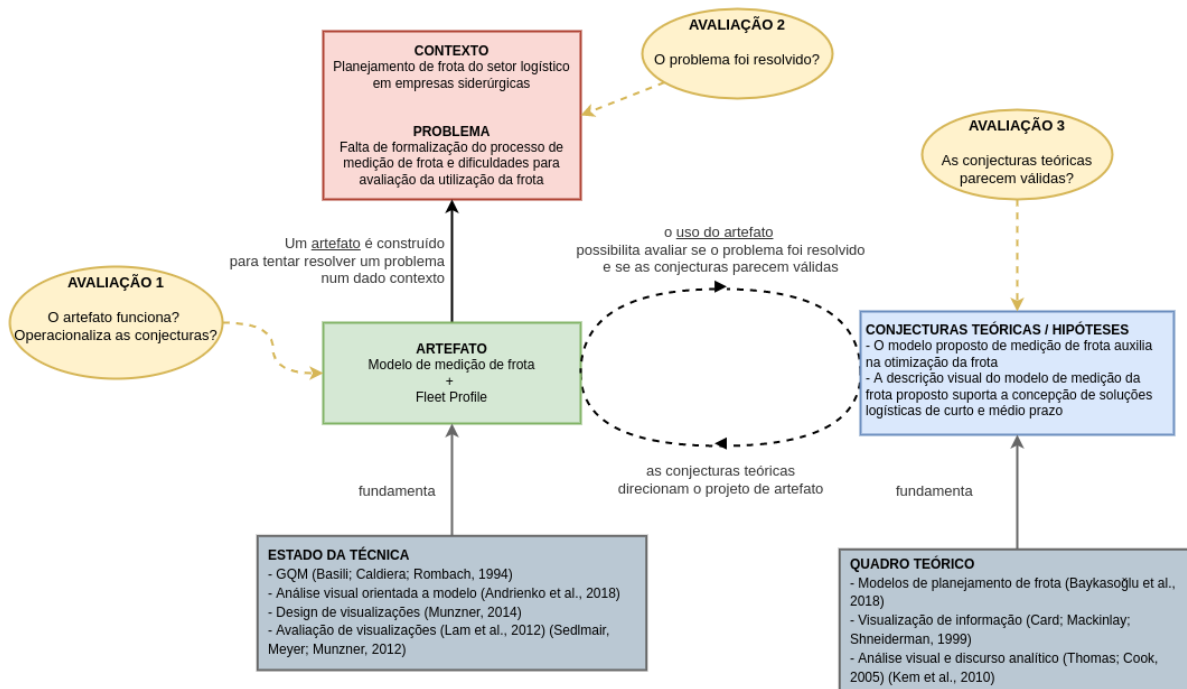 AVALIAÇÃO 2
O problema foi resolvido?
CONTEXTO
Planejamento de frota do setor logístico
em empresas siderúrgicas
PROBLEMA
Falta de formalização do processo de
medição de frota e dificuldades para
avaliação da utilização da frota
AVALIAÇÃO 3
As conjecturas teóricas
parecem válidas?
Um artefato é construído
para tentar resolver um problema
num dado contexto
o uso do artefato
possibilita avaliar se o problema foi resolvido
e se as conjecturas parecem válidas
AVALIAÇÃO 1
O artefato funciona?
Operacionaliza as conjecturas?
ARTEFATO
Modelo de medição de frota
+
Fleet Profile
CONJECTURAS TEÓRICAS / HIPÓTESES
- O modelo proposto de medição de frota auxilia
na otimização da frota
- A descrição visual do modelo de medição da
frota proposto suporta a concepção de soluções
logísticas de curto e médio prazo
as conjecturas teóricas
direcionam o projeto de artefato
fundamenta
fundamenta
ESTADO DA TÉCNICA
- GQM (Basili; Caldiera; Rombach, 1994)
- Análise visual orientada a modelo (Andrienko et al., 2018)
- Design de visualizações (Munzner, 2014)
- Avaliação de visualizações (Lam et al., 2012) (Sedlmair,
Meyer; Munzner, 2012)
QUADRO TEÓRICO
- Modelos de planejamento de frota (Baykasoğlu et al.,
2018)
- Visualização de informação (Card; Mackinlay;
Shneiderman, 1999)
- Análise visual e discurso analítico (Thomas; Cook,
2005) (Kem et al., 2010)